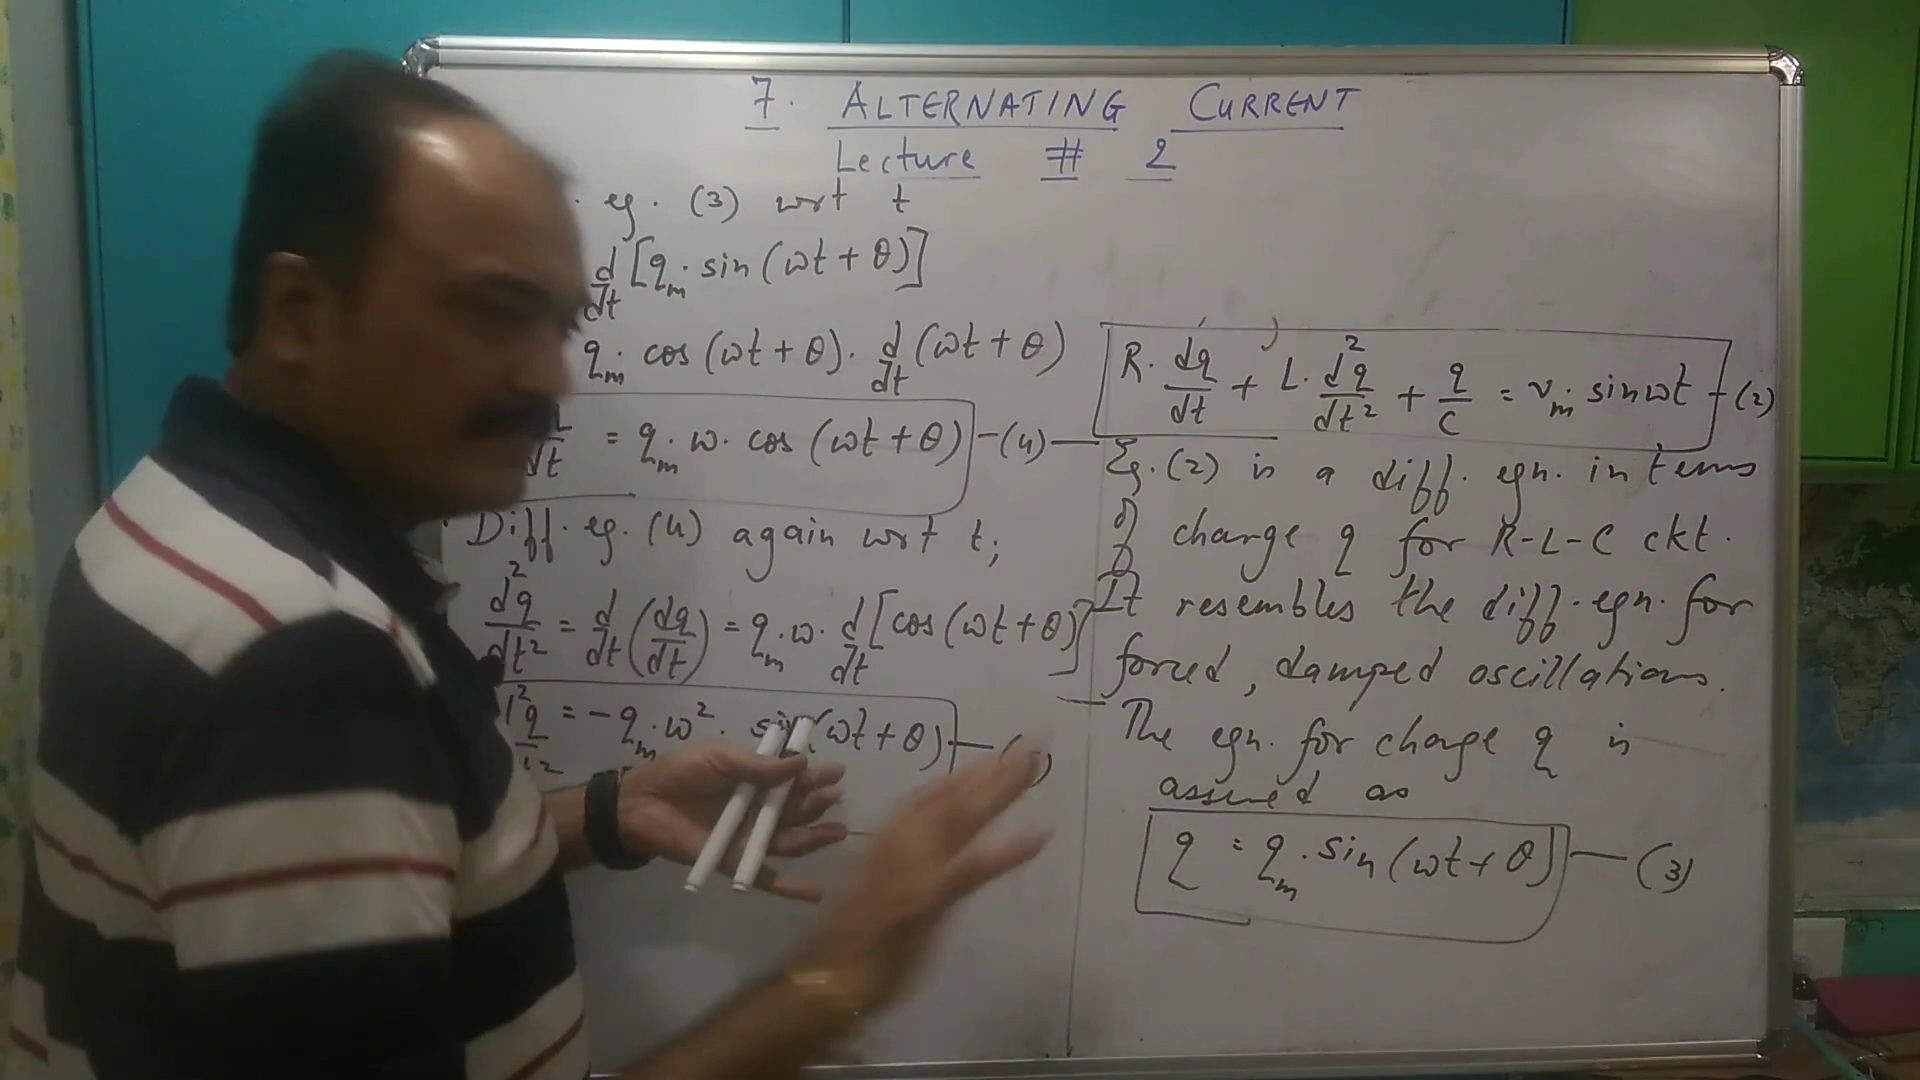 7. ALTERNATING CURRENT
Lecture # 2
eq. (3) wrt t
d/dt [q_m . sin (ωt + θ)]
q_m . cos (ωt + θ) . d/dt (ωt + θ)
= q_m . ω . cos (ωt + θ) - (4)
Diff. eq. (4) again wrt t;
d²q/dt² = d/dt (dq/dt) = q_m . ω . d/dt [cos (ωt + θ)]
= - q_m . ω² . sin (ωt + θ)
R . dq/dt + L . d²q/dt² + q/C = v_m . sin ωt - (2)
Eq. (2) is a diff. eqn. in terms
of charge q for R-L-C ckt.
It resembles the diff. eqn. for
forced, damped oscillations.
The eqn. for charge q is
assumed as
q = q_m . sin (ωt + θ) — (3)